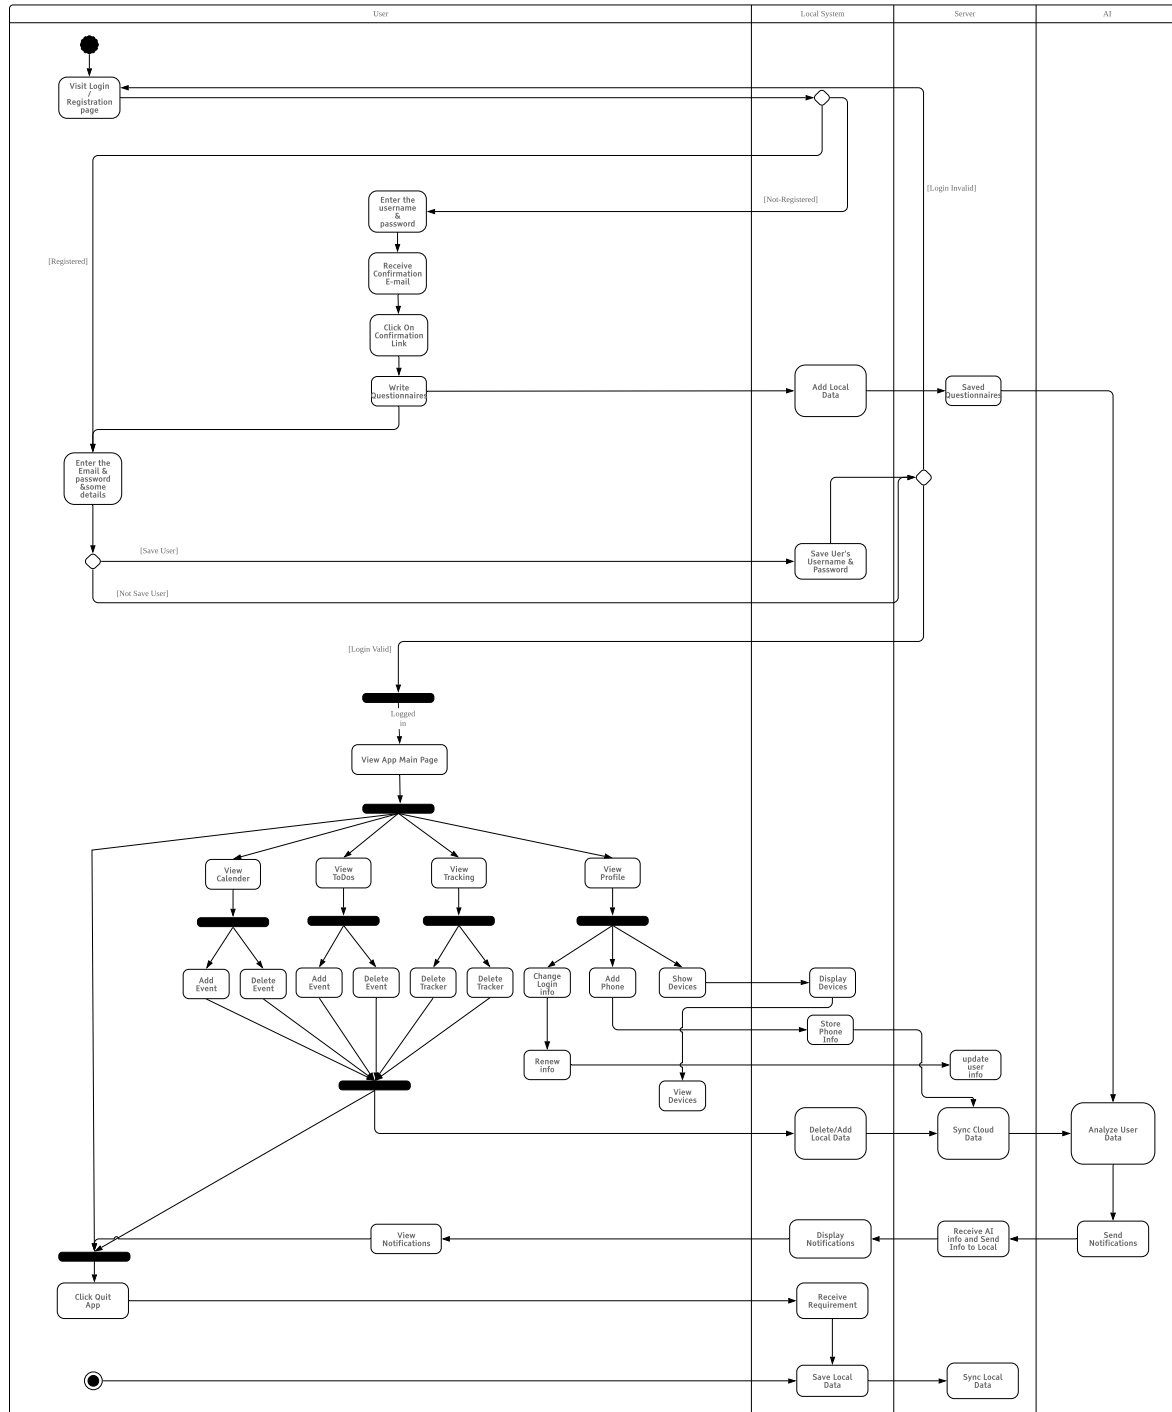 User
Local System
Server
AI
Visit Login
/
Registration
page
[Login Invalid]
[Not-Registered]
Enter the
username
&
password
[Registered]
Receive
Confirmation
E-mail
Click On
Confirmation
Link
Write
Questionnaires
Add Local
Data
Saved
Questionnaires
Enter the
Email &
password
&some
details
[Save User]
Save Uer's
Username &
Password
[Not Save User]
[Login Valid]
Logged
in
View App Main Page
View
Calender
View
ToDos
View
Tracking
View
Profile
Add
Event
Delete
Event
Add
Event
Delete
Event
Delete
Tracker
Delete
Tracker
Change
Login
info
Add
Phone
Show
Devices
Display
Devices
Store
Phone
Info
Renew
info
update
user
info
View
Devices
Delete/Add
Local Data
Sync Cloud
Data
Analyze User
Data
View
Notifications
Display
Notifications
Receive AI
info and Send
Info to Local
Send
Notifications
Click Quit
App
Receive
Requirement
Save Local
Data
Sync Local
Data